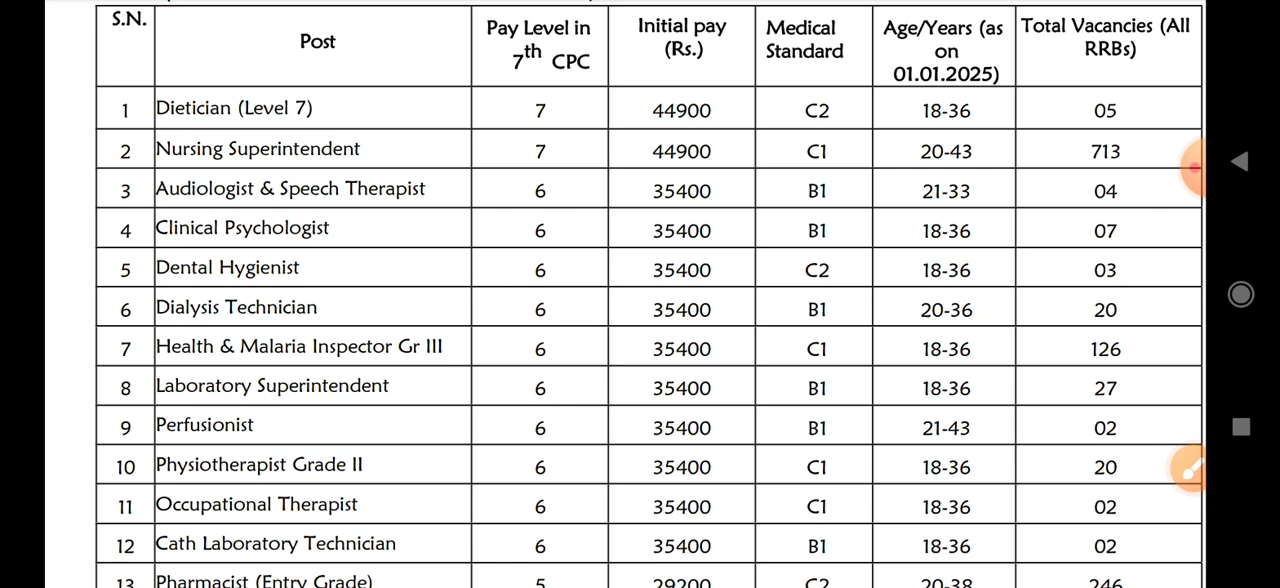 S.N. Post Pay Level in 7th CPC Initial pay (Rs.) Medical Standard Age/Years (as on 01.01.2025) Total Vacancies (All RRBs)
1 Dietician (Level 7) 7 44900 C2 18-36 05
2 Nursing Superintendent 7 44900 C1 20-43 713
3 Audiologist & Speech Therapist 6 35400 B1 21-33 04
4 Clinical Psychologist 6 35400 B1 18-36 07
5 Dental Hygienist 6 35400 C2 18-36 03
6 Dialysis Technician 6 35400 B1 20-36 20
7 Health & Malaria Inspector Gr III 6 35400 C1 18-36 126
8 Laboratory Superintendent 6 35400 B1 18-36 27
9 Perfusionist 6 35400 B1 21-43 02
10 Physiotherapist Grade II 6 35400 C1 18-36 20
11 Occupational Therapist 6 35400 C1 18-36 02
12 Cath Laboratory Technician 6 35400 B1 18-36 02
13 Pharmacist (Entry Grade) 5 29200 C2 20-38 246